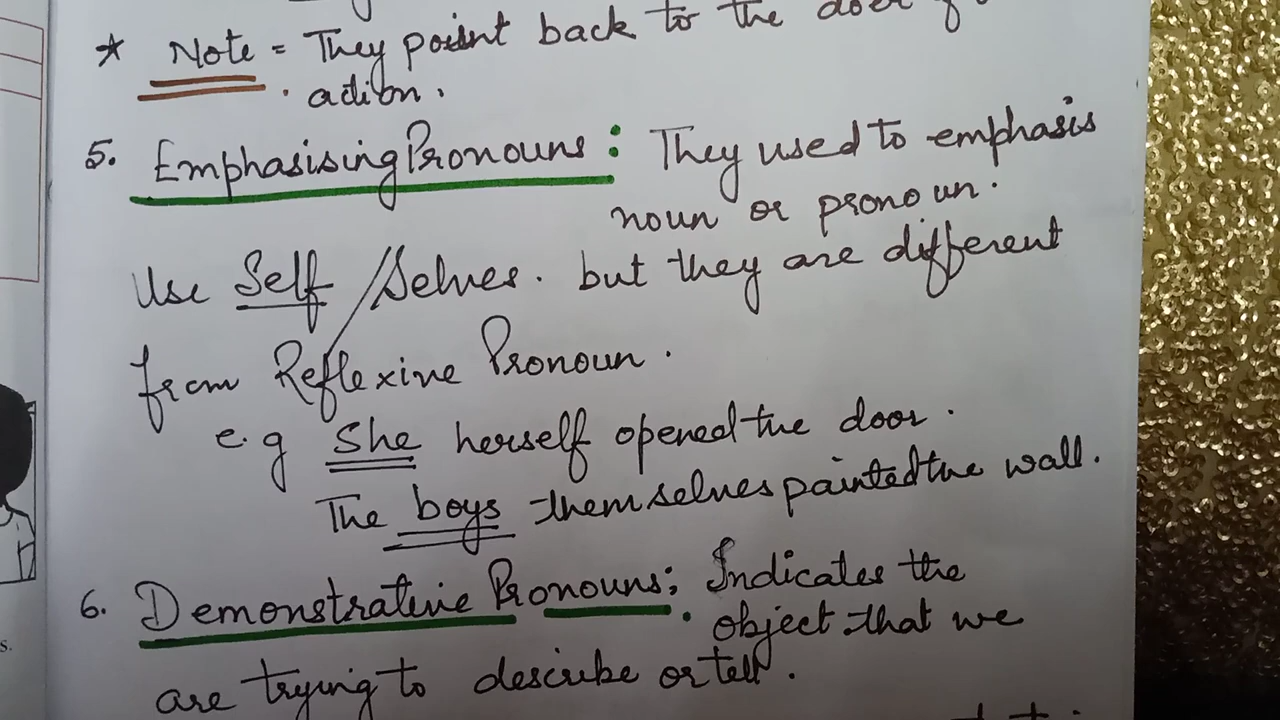 * Note = They point back to the doer of
action.
5. Emphasising Pronouns : They used to emphasis
noun or pronoun.
Use Self /Selves. but they are different
from Reflexive Pronoun.
e.g She herself opened the door.
The boys themselves painted the wall.
6. Demonstrative Pronouns: Indicates the
object that we
are trying to describe or tell.
s.